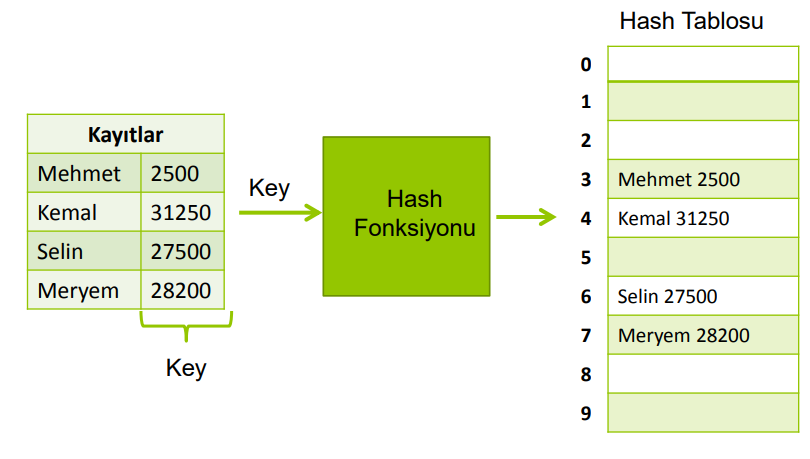 Hash Tablosu
Kayıtlar
Mehmet 2500
Kemal 31250
Selin 27500
Meryem 28200
Key
Key
Hash
Fonksiyonu
0
1
2
3 Mehmet 2500
4 Kemal 31250
5
6 Selin 27500
7 Meryem 28200
8
9